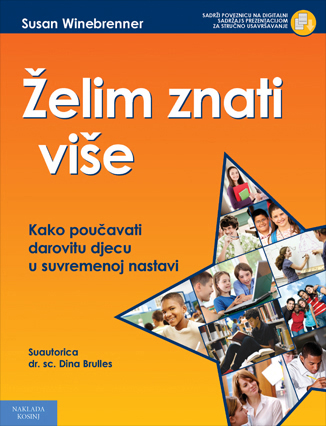 Susan Winebrenner
SADRŽI POVEZNICU NA DIGITALNI
SADRŽAJ S PREZENTACIJOM
ZA STRUČNO USAVRŠAVANJE
Želim znati
više
Kako poučavati
darovitu djecu
u suvremenoj nastavi
Suautorica
dr. sc. Dina Brulles
NAKLADA
KOSINJ